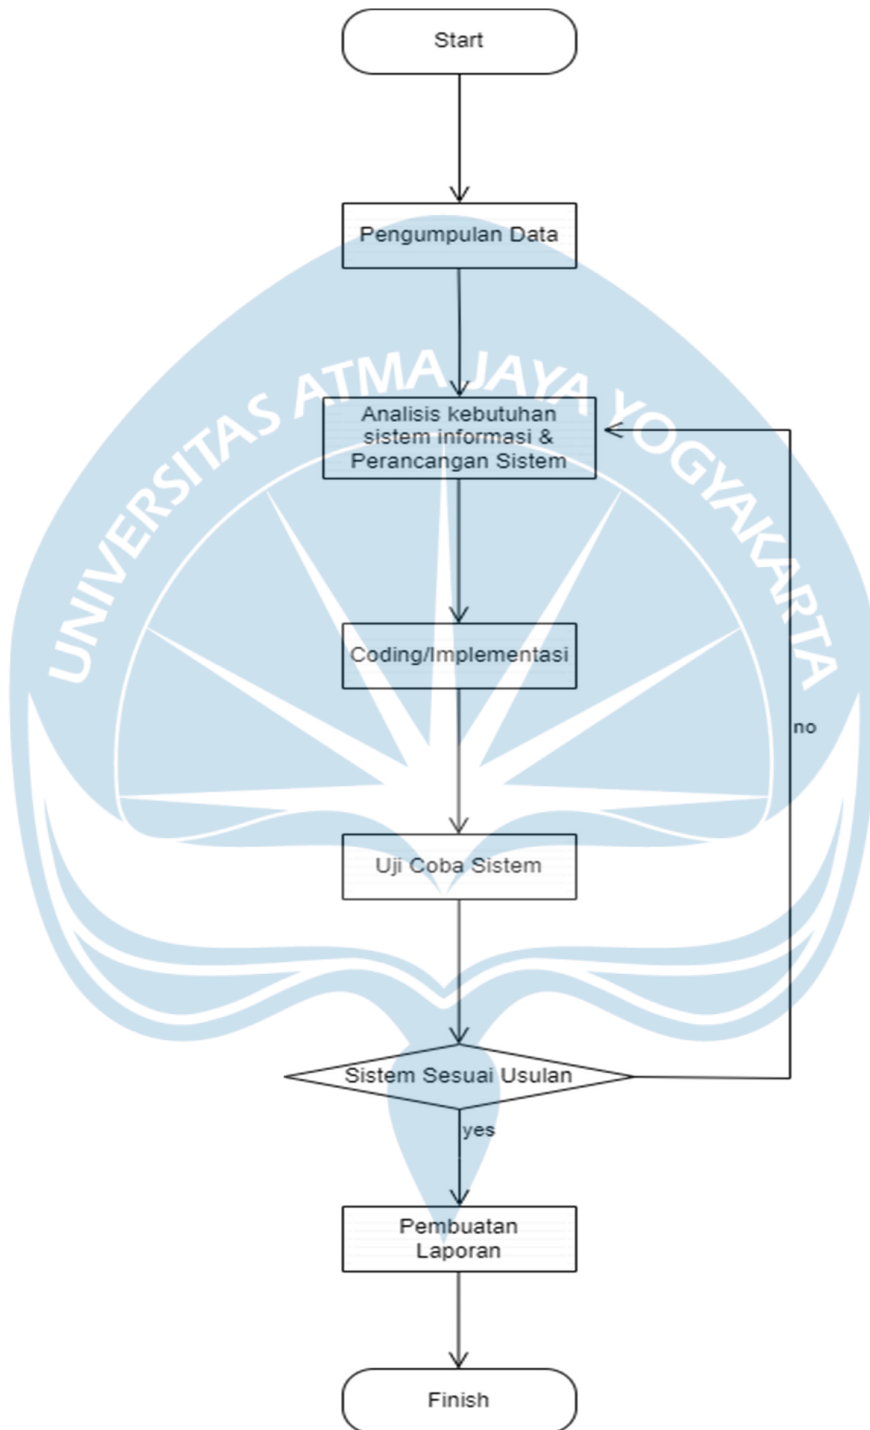 Start
Pengumpulan Data
UNIVERSITAS ATMA JAYA YOGYAKARTA
Analisis kebutuhan
sistem informasi &
Perancangan Sistem
Coding/Implementasi
no
Uji Coba Sistem
Sistem Sesuai Usulan
yes
Pembuatan
Laporan
Finish